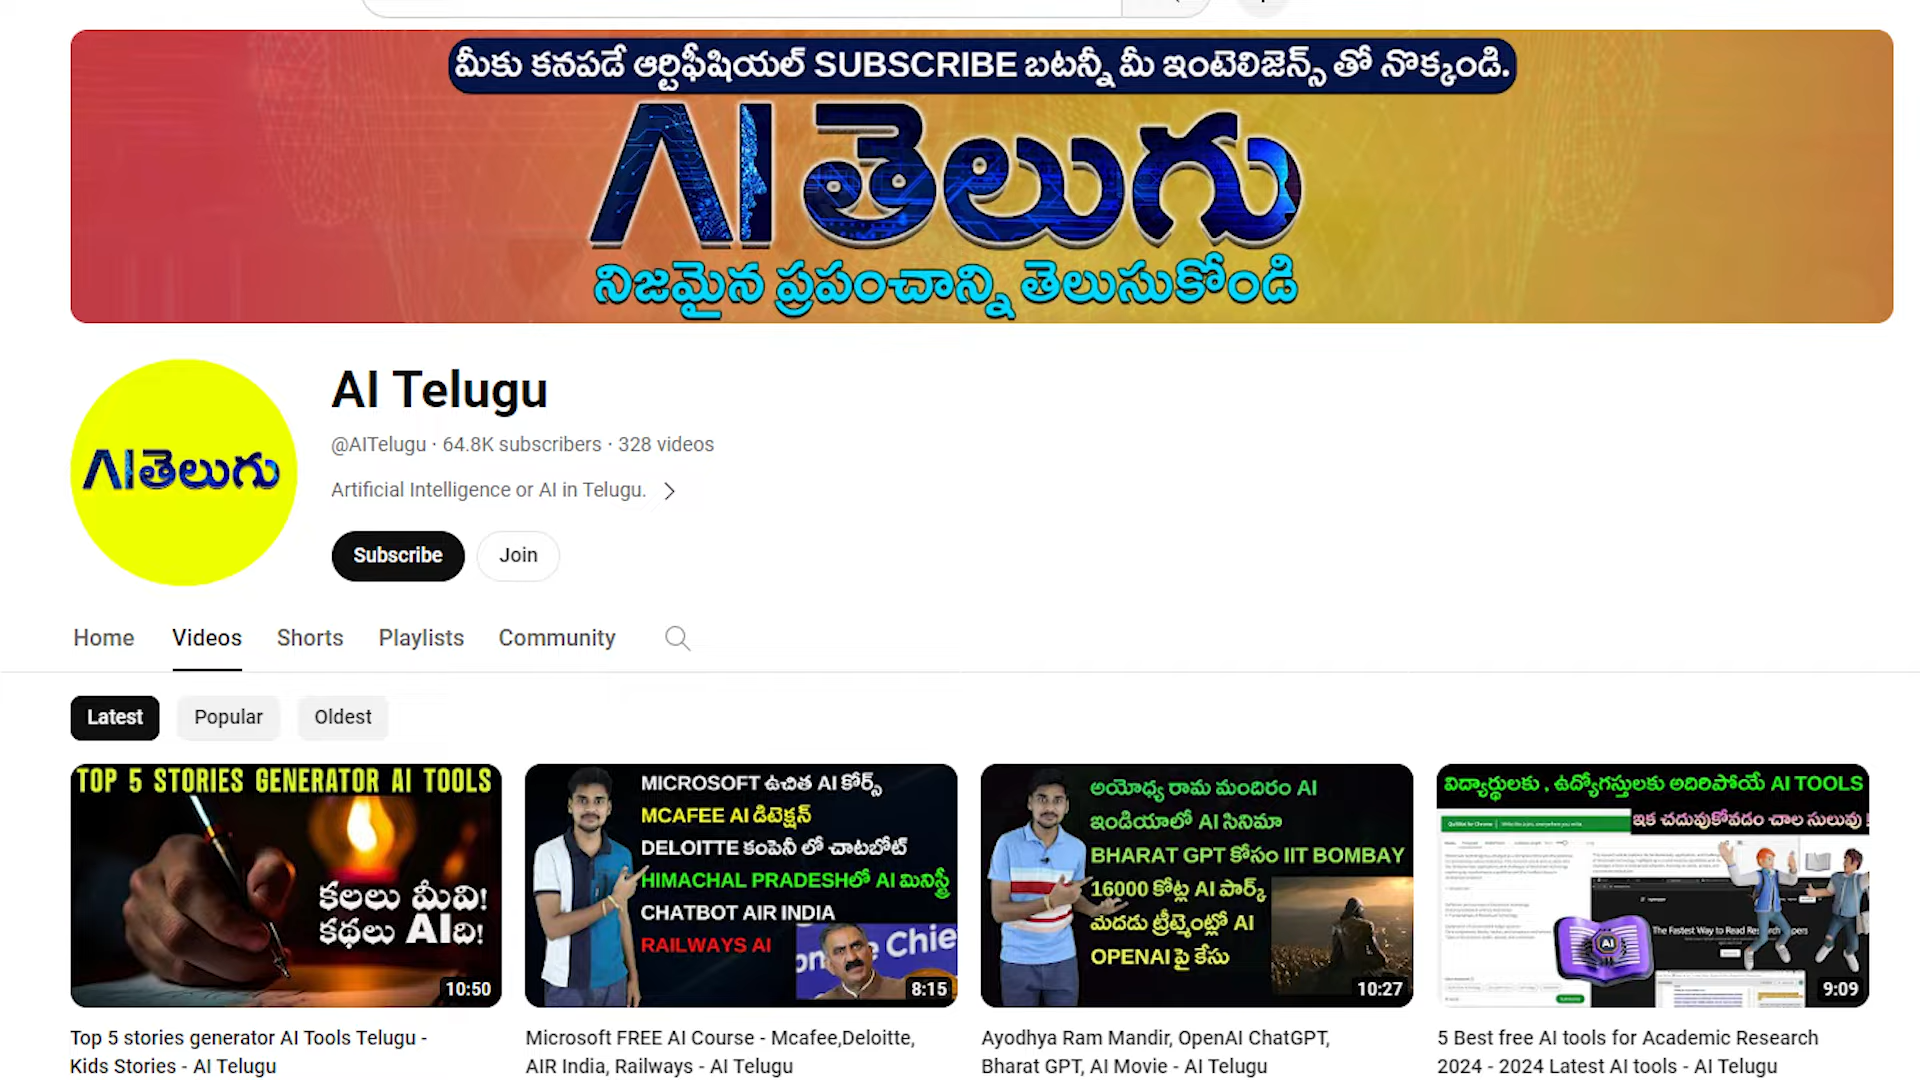 మీకు కనపడే ఆర్టిఫీషియల్ SUBSCRIBE బటన్ని మీ ఇంటెలిజెన్స్ తో నొక్కండి.
AI తెలుగు
నిజమైన ప్రపంచాన్ని తెలుసుకోండి
AIతెలుగు
AI Telugu
@AITelugu · 64.8K subscribers · 328 videos
Artificial Intelligence or AI in Telugu.
Subscribe
Join
Home
Videos
Shorts
Playlists
Community
Latest
Popular
Oldest
TOP 5 STORIES GENERATOR AI TOOLS
కలలు మీవి!
కథలు AIది!
10:50
Top 5 stories generator AI Tools Telugu -
Kids Stories - AI Telugu
MICROSOFT ఉచిత AI కోర్స్
MCAFEE AI డిటెక్షన్
DELOITTE కంపెనీ లో చాటబోట్
HIMACHAL PRADESHలో AI మినిస్ట్రీ
CHATBOT AIR INDIA
RAILWAYS AI
Chie
8:15
Microsoft FREE AI Course - Mcafee,Deloitte,
AIR India, Railways - AI Telugu
అయోధ్య రామ మందిరం AI
ఇండియాలో AI సినిమా
BHARAT GPT కోసం IIT BOMBAY
16000 కోట్ల AI పార్క్
మెదడు ట్రీట్మెంట్లో AI
OPENAI పై కేసు
10:27
Ayodhya Ram Mandir, OpenAI ChatGPT,
Bharat GPT, AI Movie - AI Telugu
విద్యార్థులకు , ఉద్యోగస్తులకు అదిరిపోయే AI TOOLS
ఇక చదువుకోవడం చాల సులువు !
AI
The Fastest Way to Read
9:09
5 Best free AI tools for Academic Research
2024 - 2024 Latest AI tools - AI Telugu